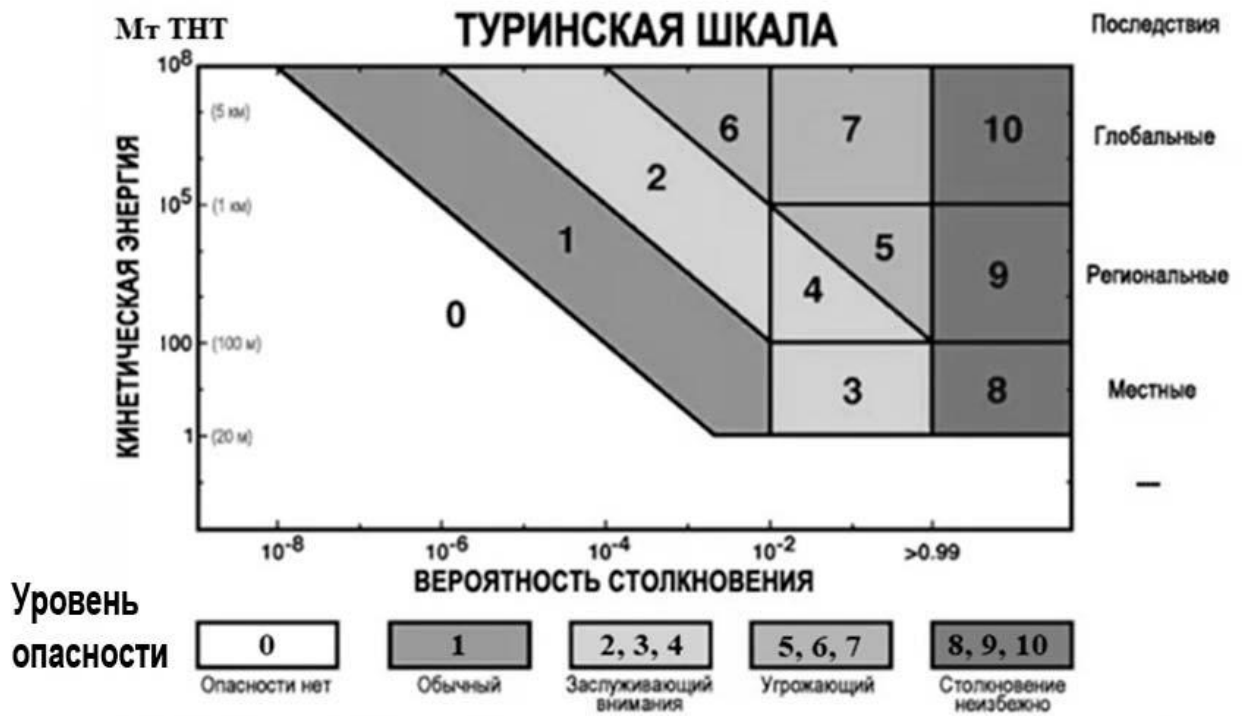 Мт ТНТ
ТУРИНСКАЯ ШКАЛА
Последствия
КИНЕТИЧЕСКАЯ ЭНЕРГИЯ
10⁸
(5 км)
10⁵
(1 км)
100
(100 м)
1
(20 м)
0
1
2
6
7
10
4
5
9
3
8
Глобальные
Региональные
Местные
—
10⁻⁸
10⁻⁶
10⁻⁴
10⁻²
>0.99
ВЕРОЯТНОСТЬ СТОЛКНОВЕНИЯ
Уровень
опасности
0
1
2, 3, 4
5, 6, 7
8, 9, 10
Опасности нет
Обычный
Заслуживающий
внимания
Угрожающий
Столкновение
неизбежно